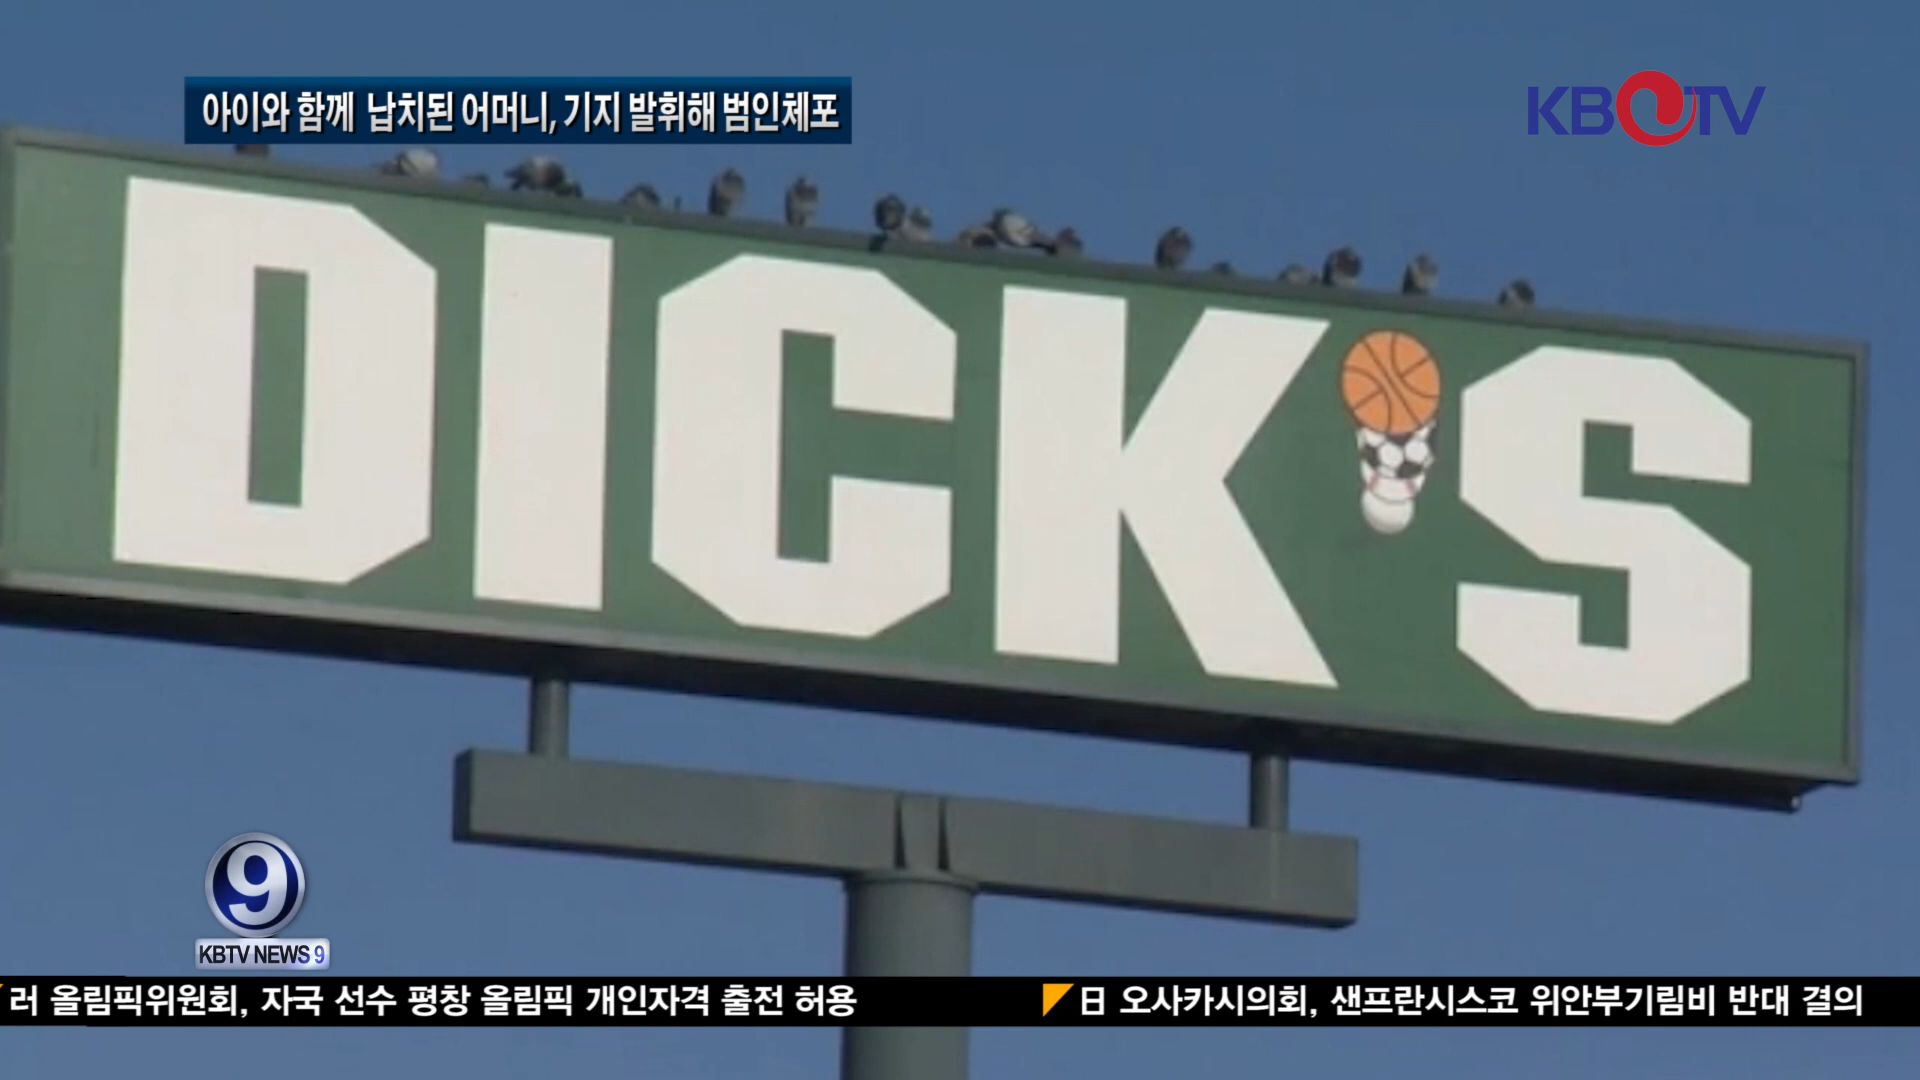 아이와 함께 납치된 어머니, 기지 발휘해 범인체포
KBTV
DICK'S
9
KBTV NEWS 9
러 올림픽위원회, 자국 선수 평창 올림픽 개인자격 출전 허용
日 오사카시의회, 샌프란시스코 위안부기림비 반대 결의